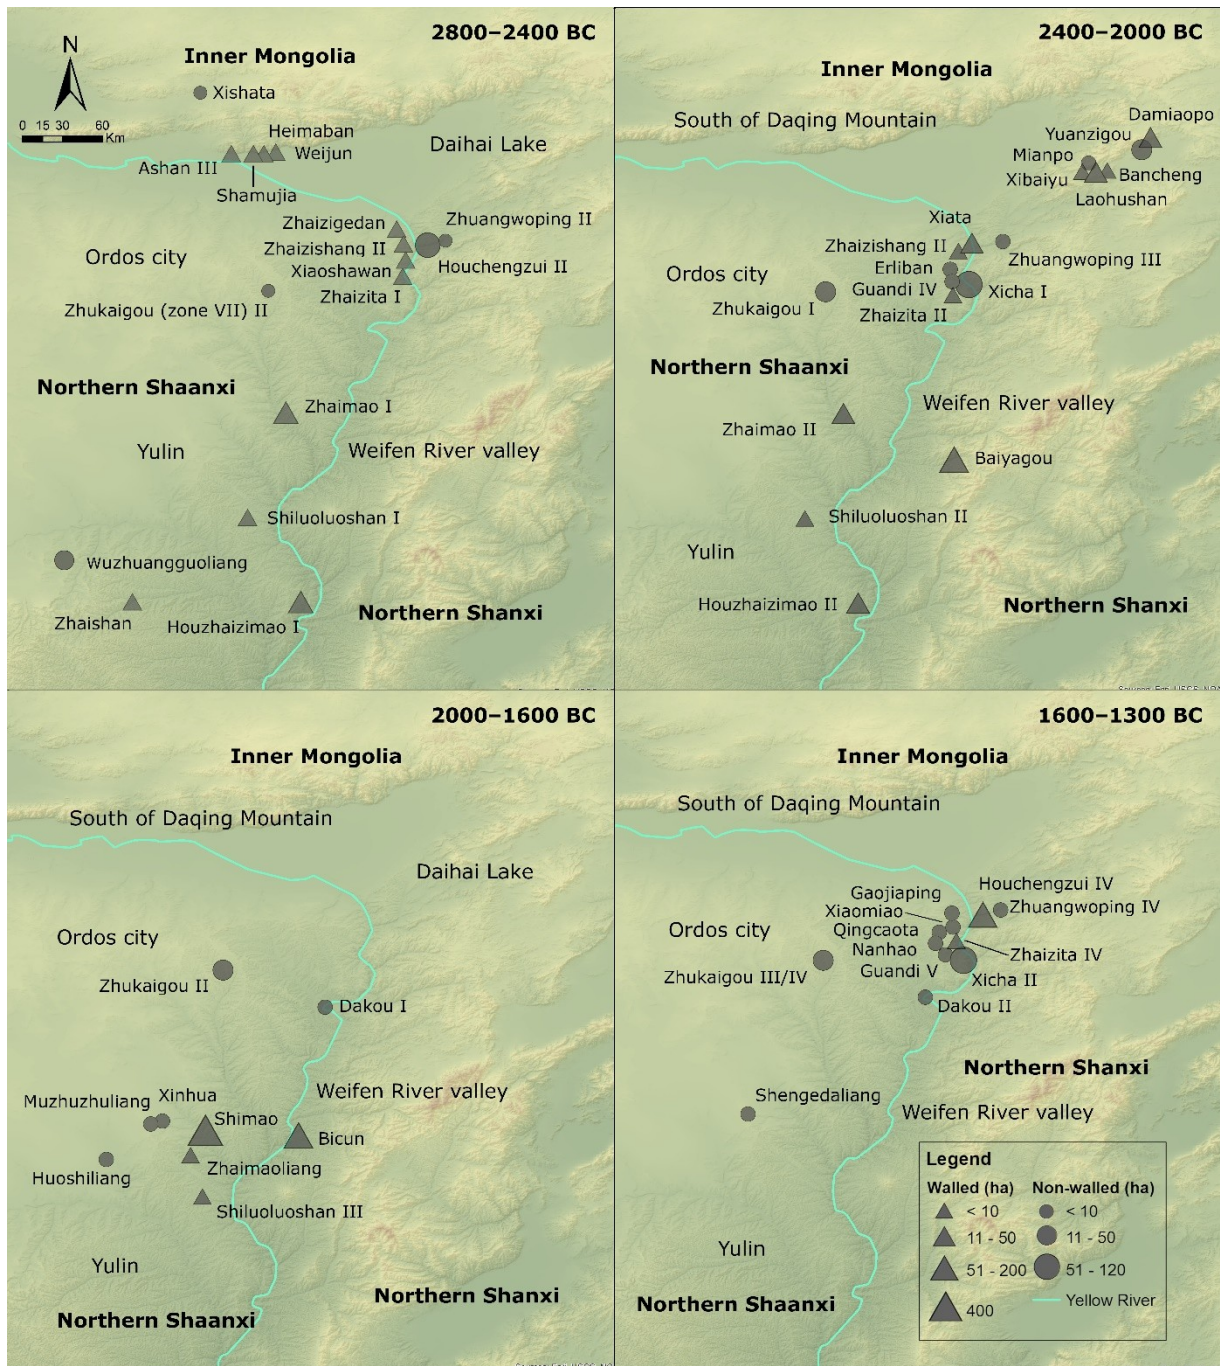 2800–2400 BC
N
Inner Mongolia
0 15 30 60
Km
Xishata
Heimaban
Weijun
Daihai Lake
Ashan III
Shamujia
Zhaizigedan
Zhuangwoping II
Zhaizishang II
Ordos city
Houchengzui II
Xiaoshawan
Zhaizita I
Zhukaigou (zone VII) II
Northern Shaanxi
Zhaimao I
Yulin
Weifen River valley
Shiluoluoshan I
Wuzhuangguoliang
Zhaishan
Houzhaizimao I
Northern Shanxi
2400–2000 BC
Inner Mongolia
Damiaopo
South of Daqing Mountain
Yuanzigou
Mianpo
Bancheng
Xibaiyu
Laohushan
Xiata
Zhaizishang II
Zhuangwoping III
Erliban
Ordos city
Guandi IV
Xicha I
Zhukaigou I
Zhaizita II
Northern Shaanxi
Weifen River valley
Zhaimao II
Baiyagou
Shiluoluoshan II
Yulin
Houzhaizimao II
Northern Shanxi
2000–1600 BC
Inner Mongolia
South of Daqing Mountain
Daihai Lake
Ordos city
Zhukaigou II
Dakou I
Weifen River valley
Xinhua
Muzhuzhuliang
Shimao
Bicun
Zhaimaoliang
Huoshiliang
Shiluoluoshan III
Yulin
Northern Shanxi
Northern Shaanxi
1600–1300 BC
Inner Mongolia
South of Daqing Mountain
Houchengzui IV
Gaojiaping
Zhuangwoping IV
Xiaomiao
Ordos city
Qingcaota
Nanhao
Zhaizita IV
Zhukaigou III/IV
Guandi V
Xicha II
Dakou II
Northern Shanxi
Shengedaliang
Weifen River valley
Yulin
Northern Shaanxi
Legend
Walled (ha) Non-walled (ha)
< 10 < 10
11 - 50 11 - 50
51 - 200 51 - 120
400 Yellow River